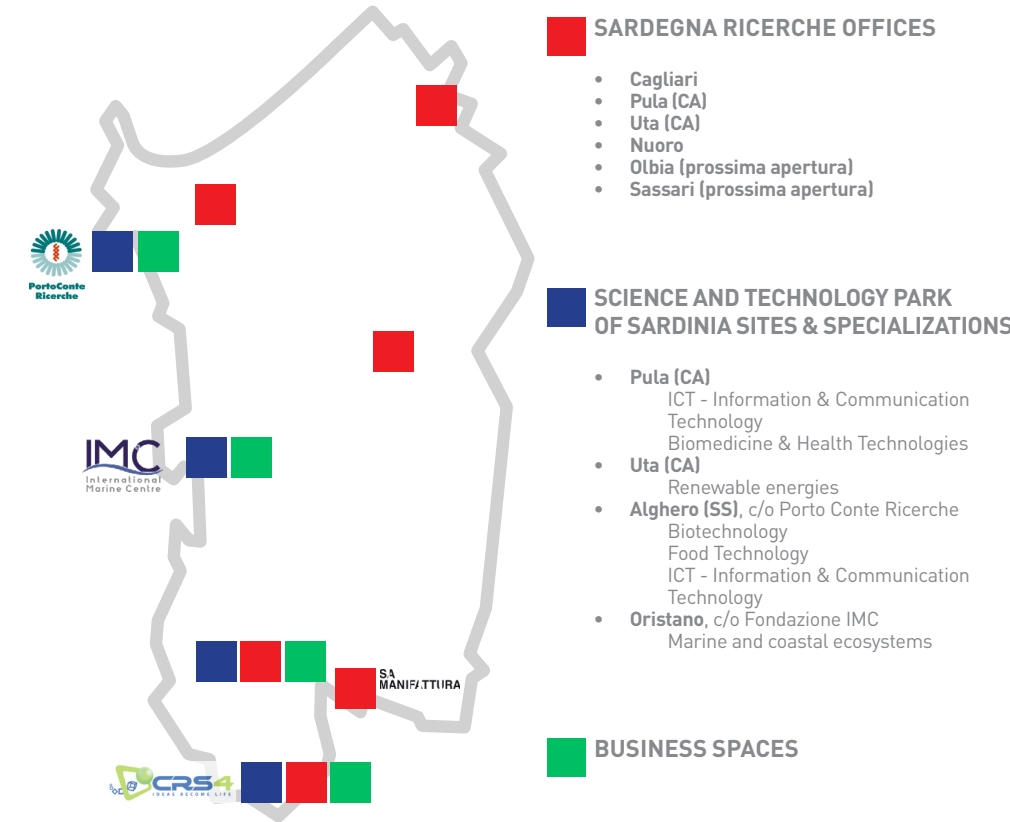 SARDEGNA RICERCHE OFFICES
• Cagliari
• Pula (CA)
• Uta (CA)
• Nuoro
• Olbia (prossima apertura)
• Sassari (prossima apertura)
PortoConte
Ricerche
SCIENCE AND TECHNOLOGY PARK
OF SARDINIA SITES & SPECIALIZATIONS
• Pula (CA)
ICT - Information & Communication
Technology
Biomedicine & Health Technologies
• Uta (CA)
Renewable energies
• Alghero (SS), c/o Porto Conte Ricerche
Biotechnology
Food Technology
ICT - Information & Communication
Technology
• Oristano, c/o Fondazione IMC
Marine and coastal ecosystems
IMC
International
Marine Centre
SA
MANIFATTURA
BUSINESS SPACES
CRS4
IDEAS BECOME LIFE